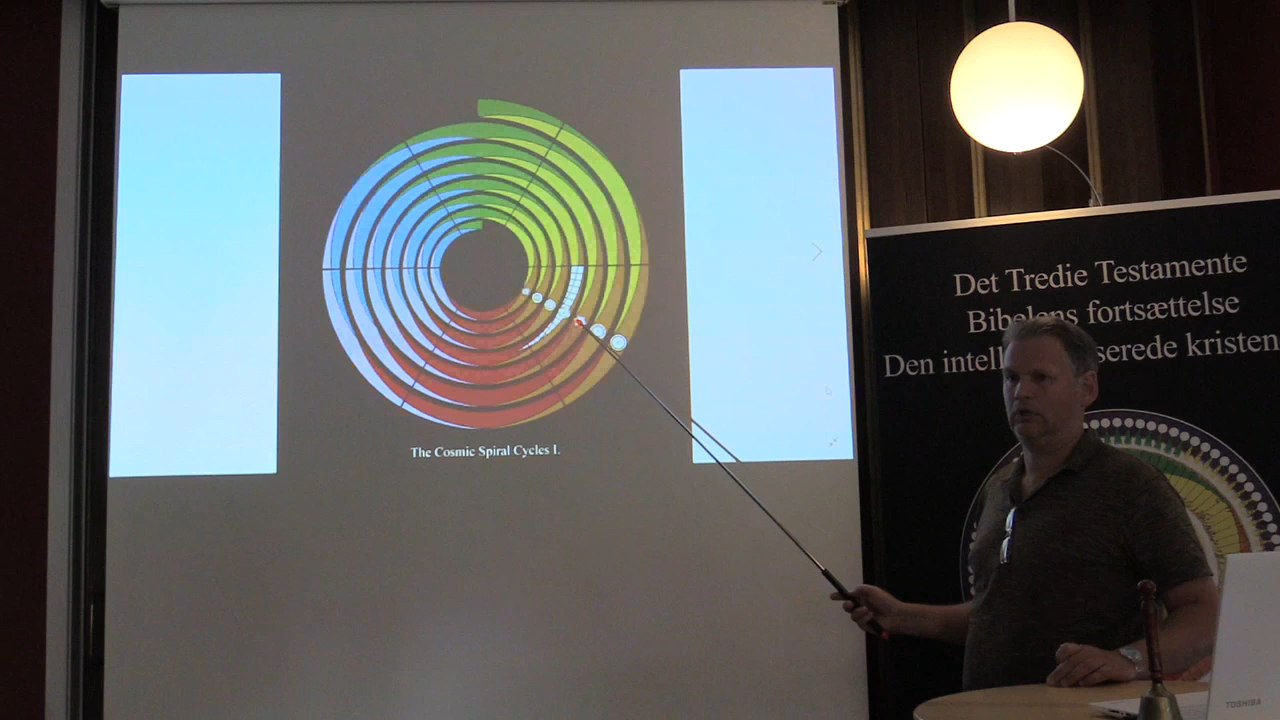 The Cosmic Spiral Cycles I.
Det Tredie Testamente
Bibelens fortsættelse
Den intell serede kristen
TOSHIBA